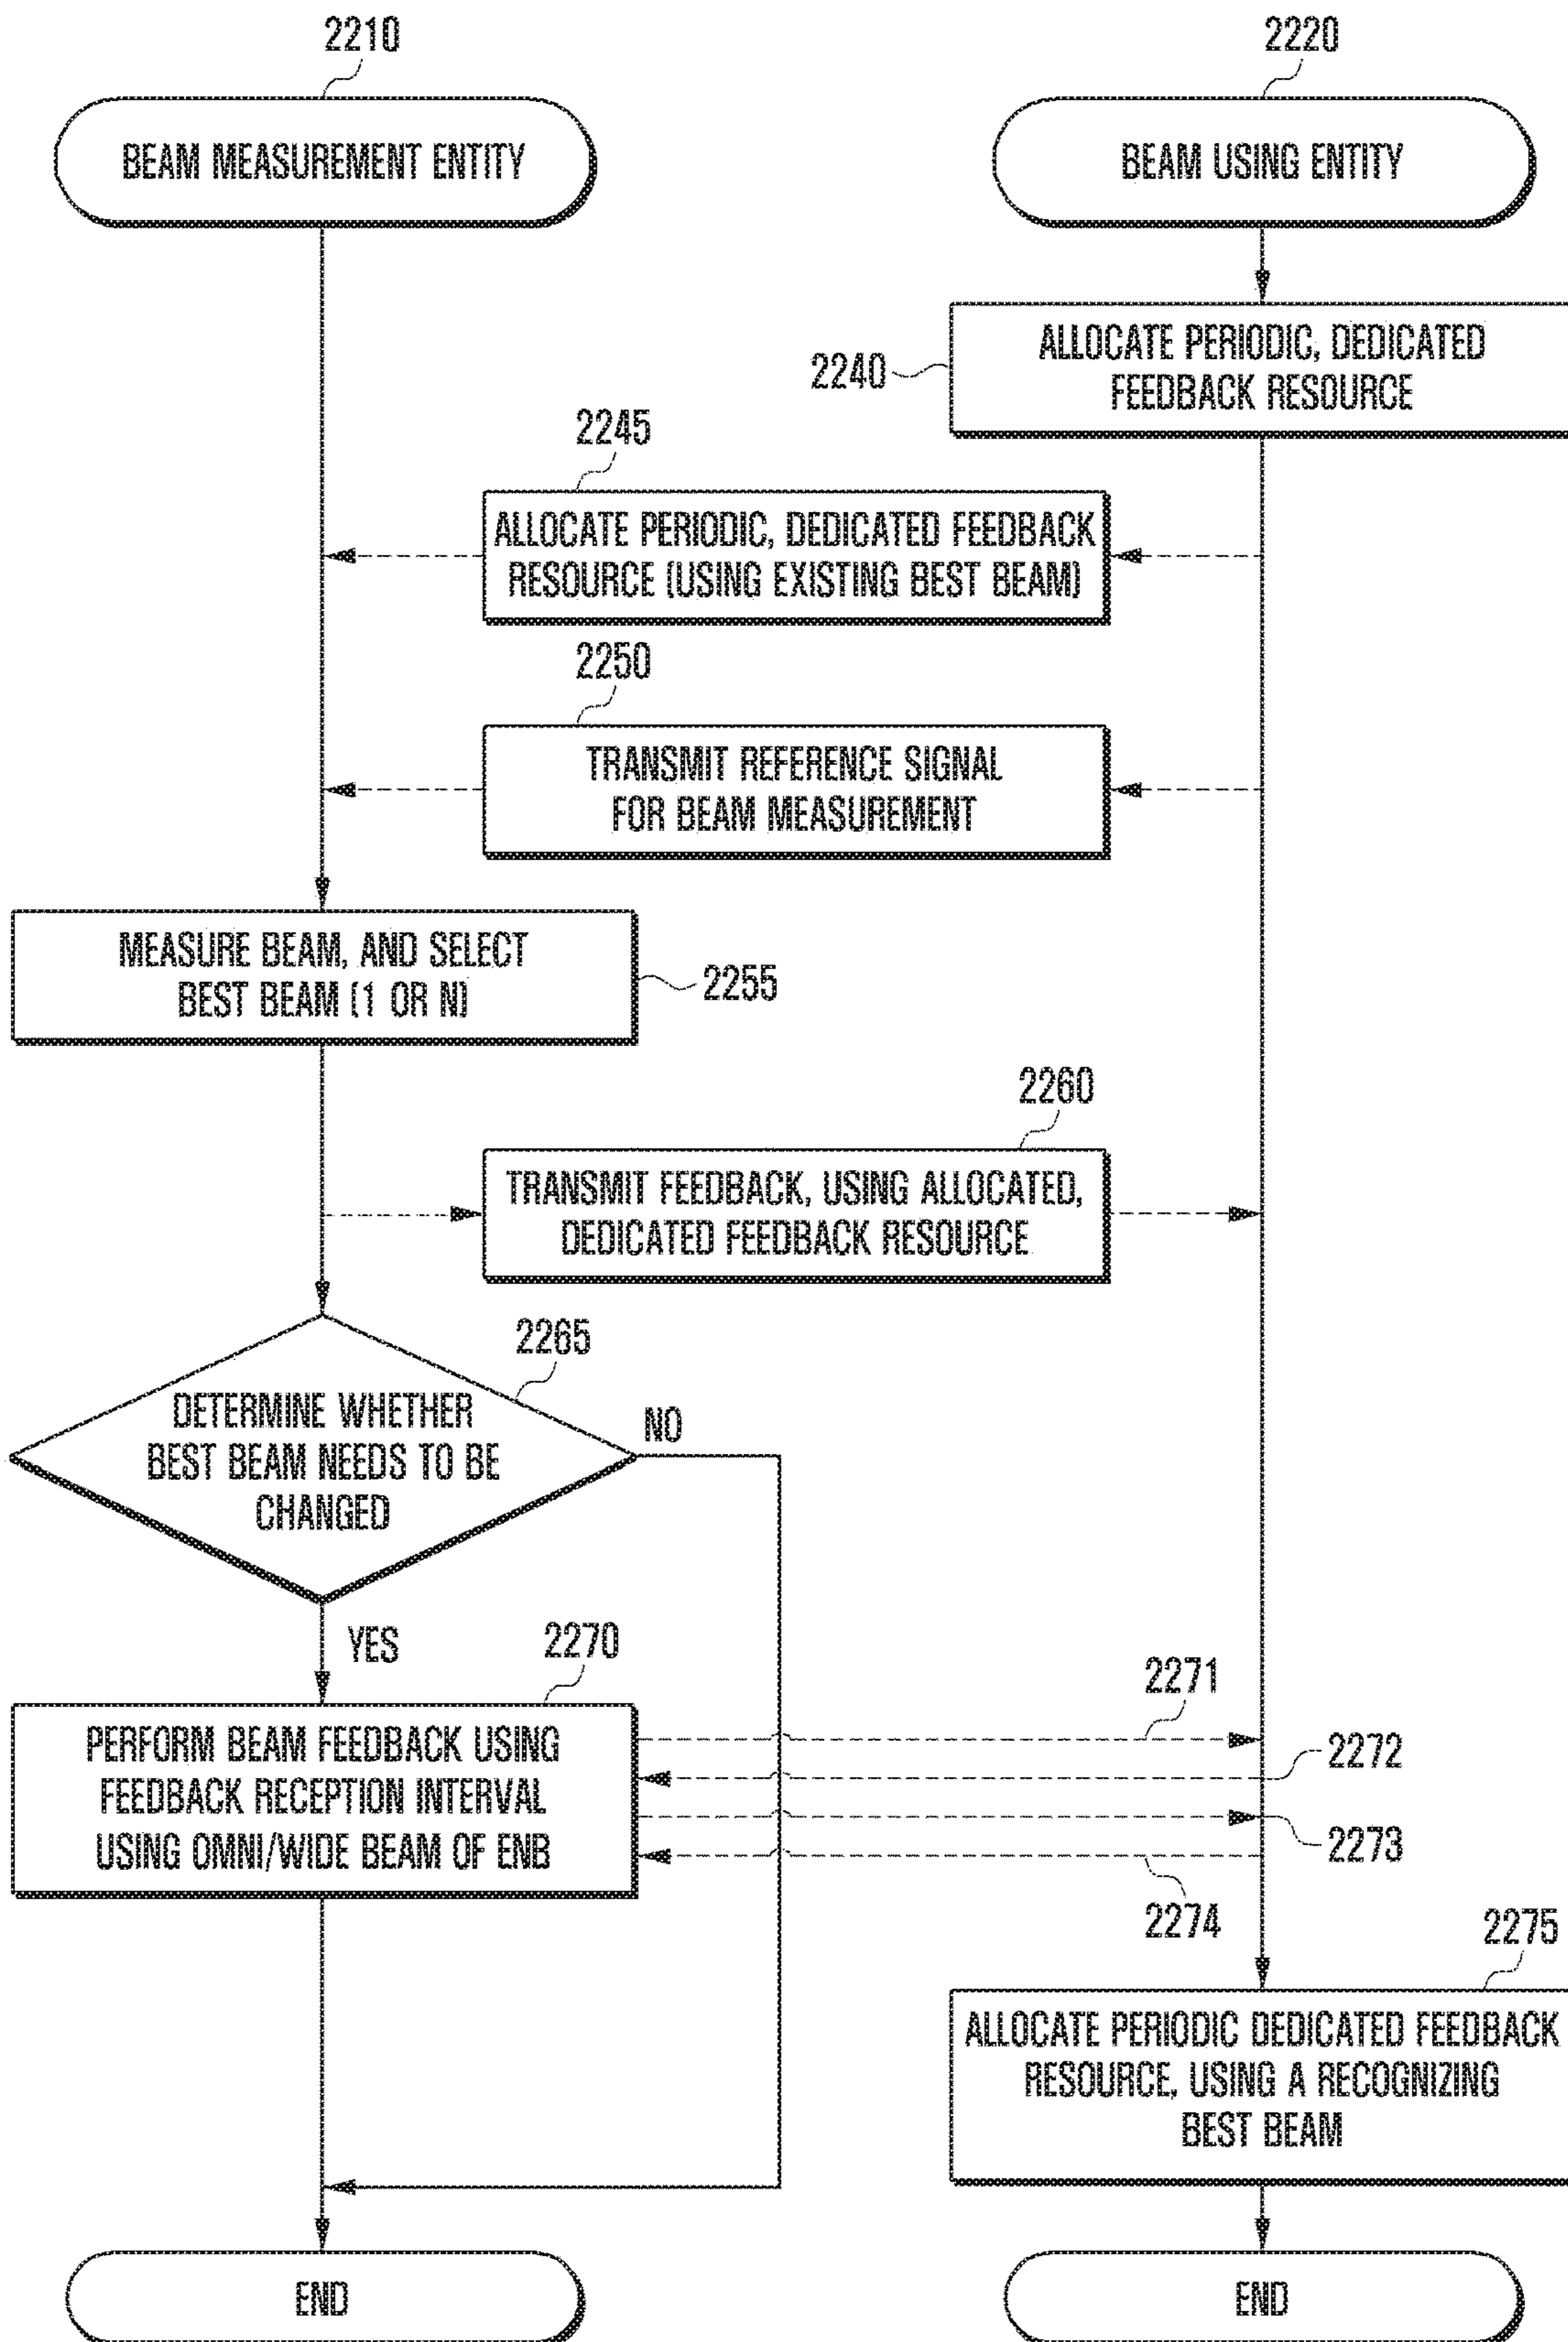 2210
2220
BEAM MEASUREMENT ENTITY
BEAM USING ENTITY
2240
ALLOCATE PERIODIC, DEDICATED
FEEDBACK RESOURCE
2245
ALLOCATE PERIODIC, DEDICATED FEEDBACK
RESOURCE (USING EXISTING BEST BEAM)
2250
TRANSMIT REFERENCE SIGNAL
FOR BEAM MEASUREMENT
MEASURE BEAM, AND SELECT
BEST BEAM (1 OR N)
2255
2260
TRANSMIT FEEDBACK, USING ALLOCATED,
DEDICATED FEEDBACK RESOURCE
2265
DETERMINE WHETHER
BEST BEAM NEEDS TO BE
CHANGED
NO
YES
2270
PERFORM BEAM FEEDBACK USING
FEEDBACK RECEPTION INTERVAL
USING OMNI/WIDE BEAM OF ENB
2271
2272
2273
2274
2275
ALLOCATE PERIODIC DEDICATED FEEDBACK
RESOURCE, USING A RECOGNIZING
BEST BEAM
END
END